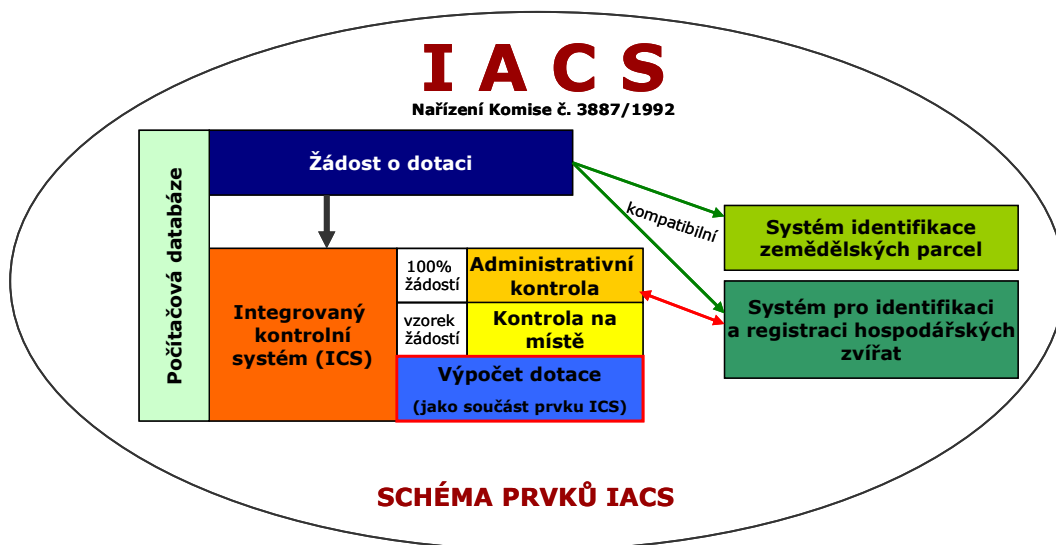 I A C S
Nařízení Komise č. 3887/1992
Počítačová databáze
Žádost o dotaci
kompatibilní
Systém identifikace
zemědělských parcel
Integrovaný
kontrolní
systém (ICS)
100%
žádostí
Administrativní
kontrola
vzorek
žádostí
Kontrola na
místě
Výpočet dotace
(jako součást prvku ICS)
Systém pro identifikaci
a registraci hospodářských
zvířat
SCHÉMA PRVKŮ IACS